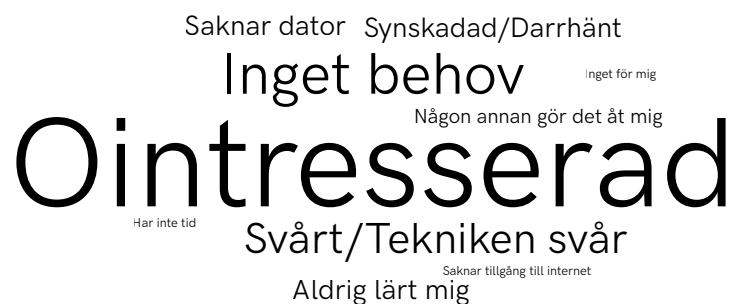 Saknar dator
Synskadad/Darrhänt
Inget behov
Inget för mig
Någon annan gör det åt mig
Ointresserad
Har inte tid
Svårt/Tekniken svår
Saknar tillgång till internet
Aldrig lärt mig